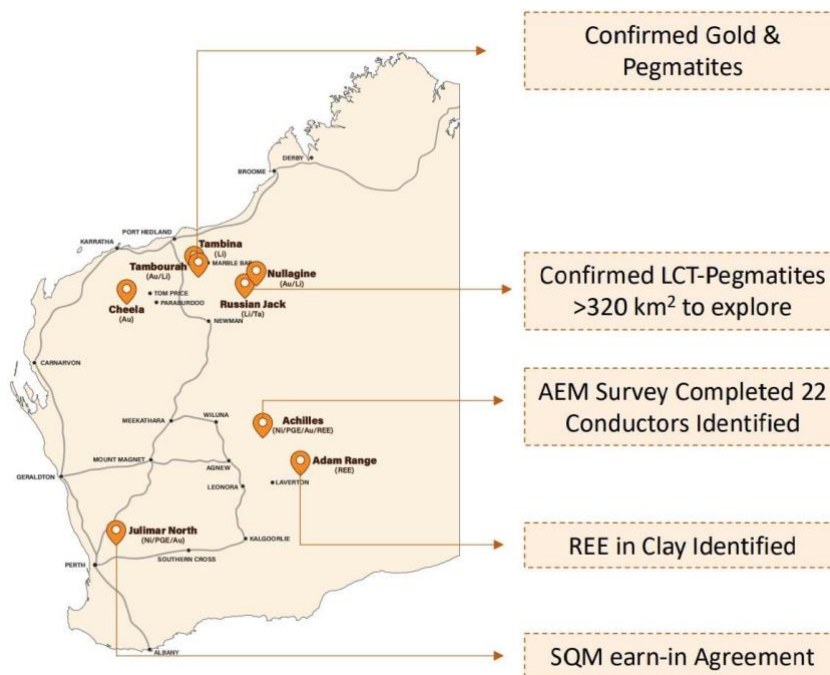 Confirmed Gold &
Pegmatites
DERBY
BROOME
PORT HEDLAND
KARRATHA
Tambina
(Li)
MARBLE BAR
Tambourah
(Au/Li)
Nullagine
(Au/Li)
Russian Jack
(Li/Ta)
TOM PRICE
PARABURDOO
Cheela
(Au)
NEWMAN
Confirmed LCT-Pegmatites
>320 km² to explore
CARNARVON
AEM Survey Completed 22
Conductors Identified
MEEKATHARA
WILUNA
Achilles
(Ni/PGE/Au/REE)
MOUNT MAGNET
AGNEW
Adam Range
(REE)
GERALDTON
LEONORA
LAVERTON
Julimar North
(Ni/PGE/Au)
KALGOORLIE
REE in Clay Identified
SOUTHERN CROSS
PERTH
ALBANY
SQM earn-in Agreement